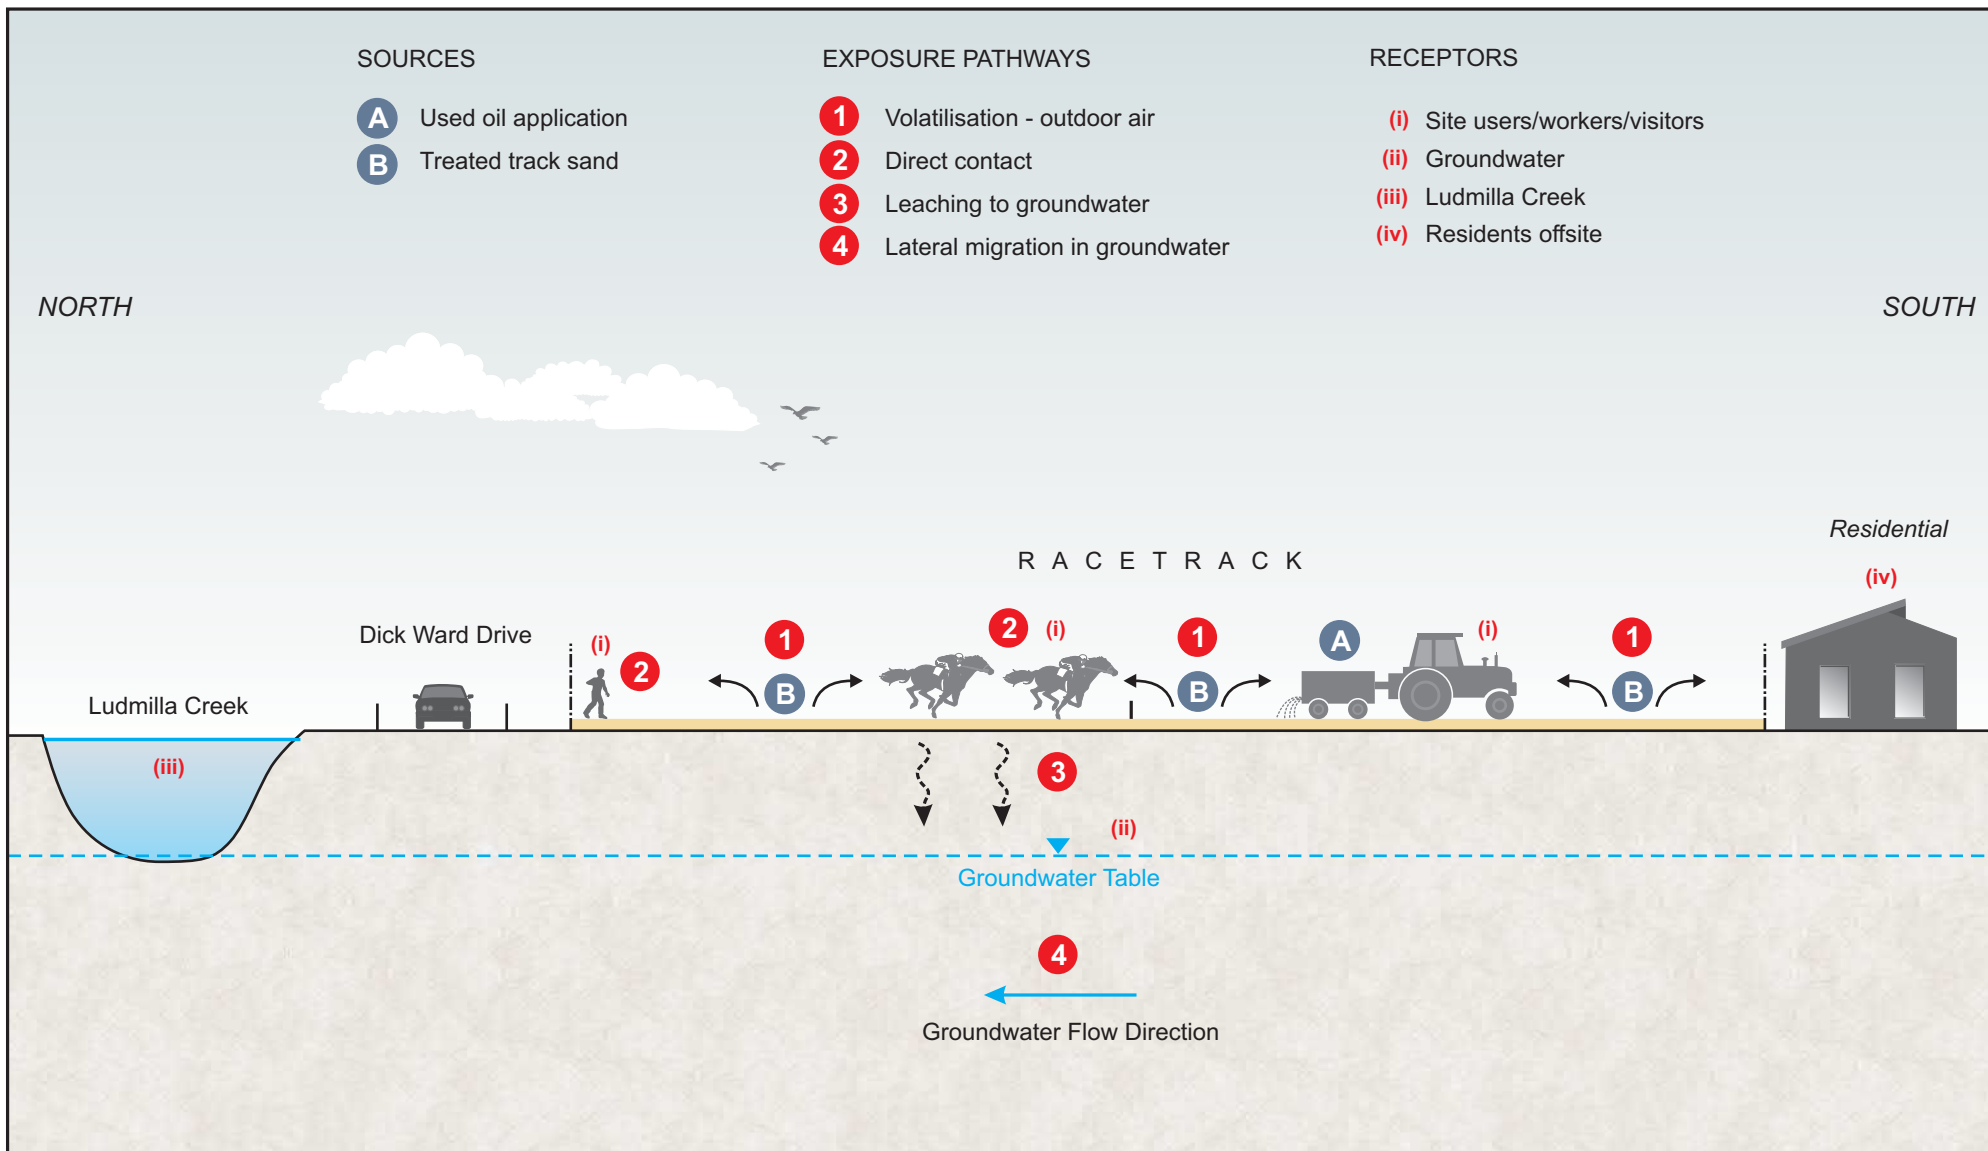 SOURCES
A Used oil application
B Treated track sand
EXPOSURE PATHWAYS
1 Volatilisation - outdoor air
2 Direct contact
3 Leaching to groundwater
4 Lateral migration in groundwater
RECEPTORS
(i) Site users/workers/visitors
(ii) Groundwater
(iii) Ludmilla Creek
(iv) Residents offsite
NORTH
SOUTH
Residential
(iv)
RACETRACK
Dick Ward Drive
(i)
2
1
B
2
(i)
1
B
A
(i)
1
B
Ludmilla Creek
(iii)
3
(ii)
Groundwater Table
4
Groundwater Flow Direction